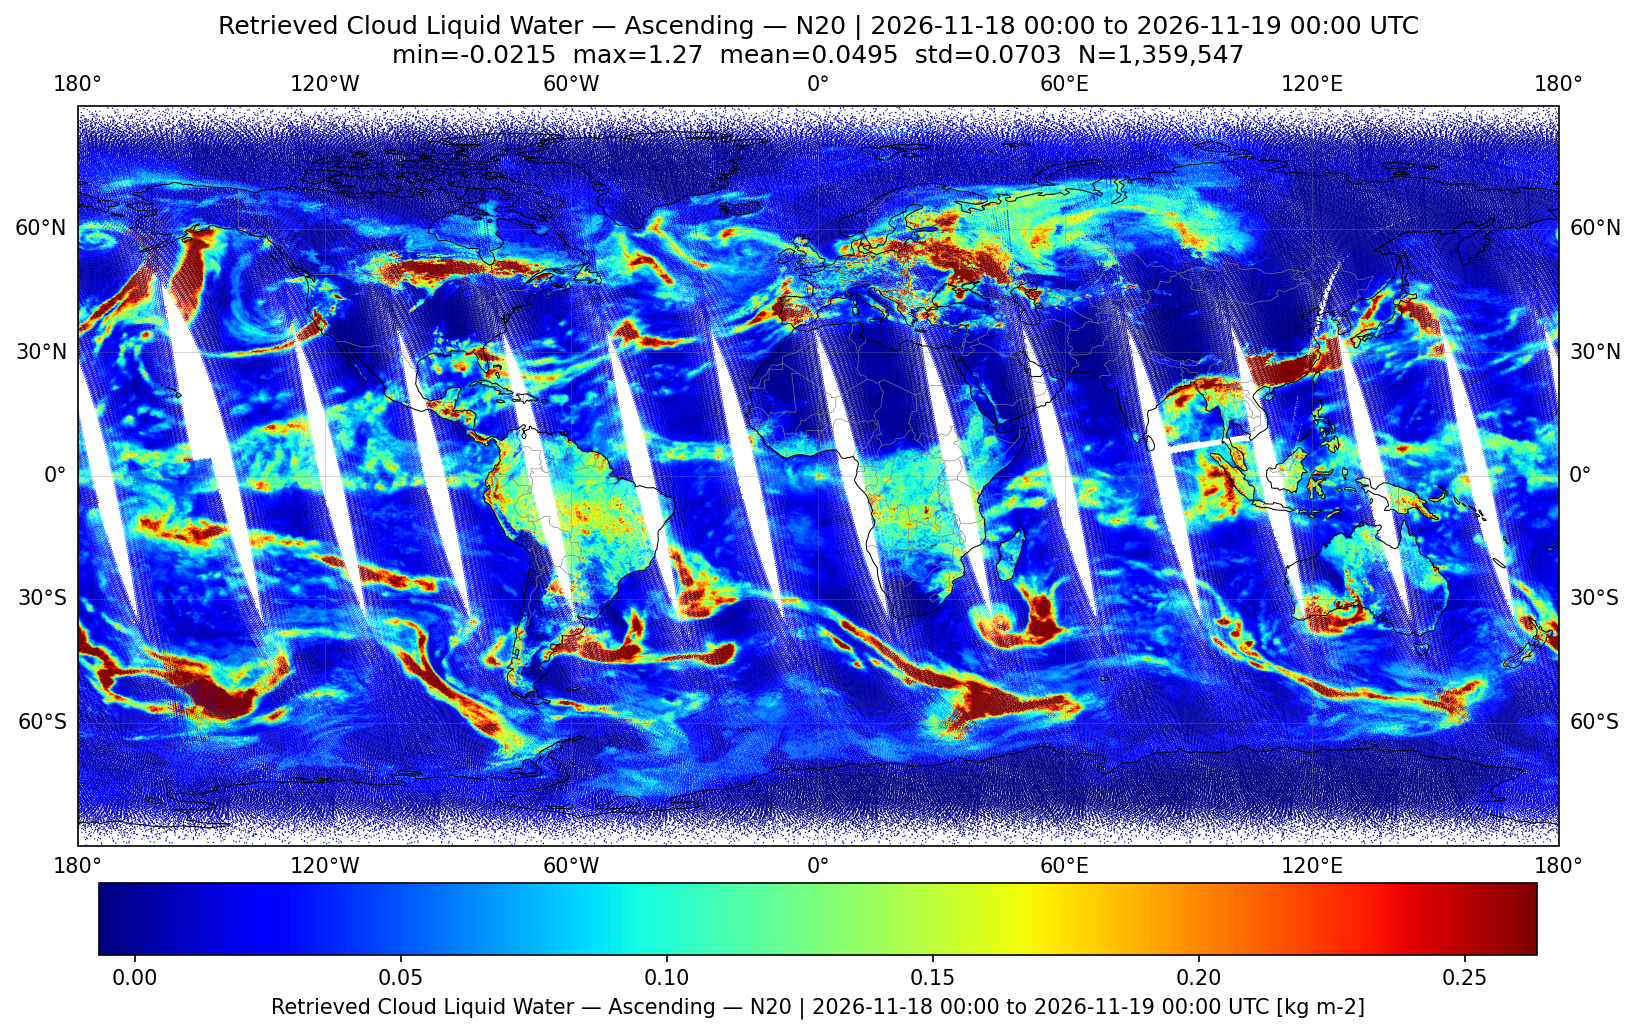 Retrieved Cloud Liquid Water — Ascending — N20 | 2026-11-18 00:00 to 2026-11-19 00:00 UTC
min=-0.0215  max=1.27  mean=0.0495  std=0.0703  N=1,359,547
180° 120°W 60°W 0° 60°E 120°E 180°
60°N 60°N
30°N 30°N
0° 0°
30°S 30°S
60°S 60°S
180° 120°W 60°W 0° 60°E 120°E 180°
0.00 0.05 0.10 0.15 0.20 0.25
Retrieved Cloud Liquid Water — Ascending — N20 | 2026-11-18 00:00 to 2026-11-19 00:00 UTC [kg m-2]